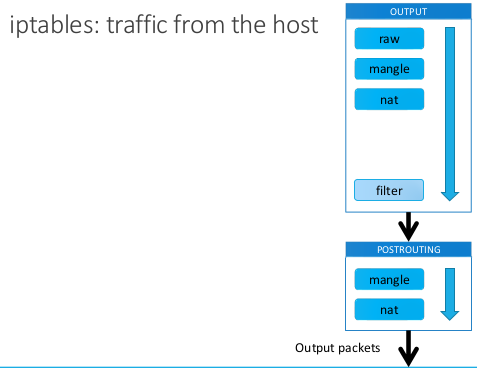 iptables: traffic from the host
OUTPUT
raw
mangle
nat
filter
POSTROUTING
mangle
nat
Output packets